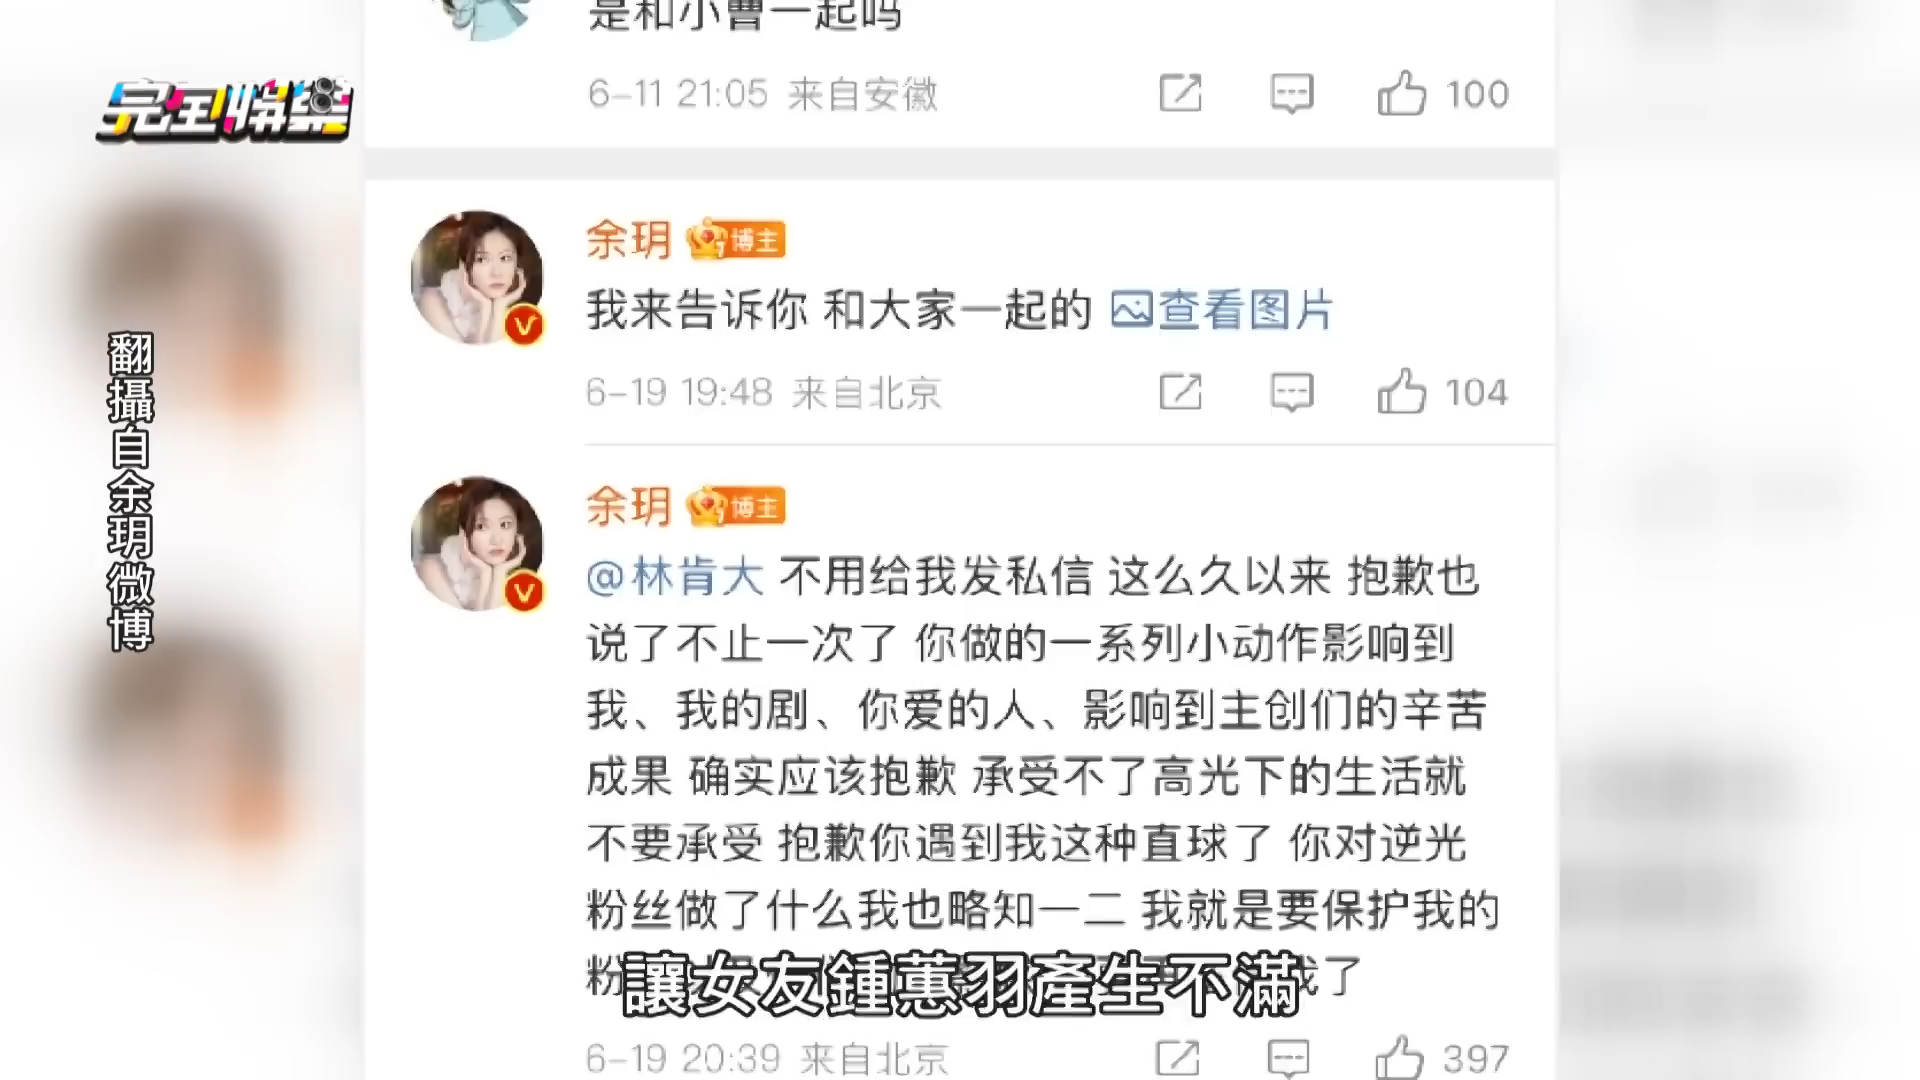 是和小曹一起吗
6-11 21:05 来自安徽
100
完全娛樂
翻攝自余玥微博
余玥 博主
我来告诉你 和大家一起的 查看图片
6-19 19:48 来自北京
104
余玥 博主
@林肯大 不用给我发私信 这么久以来 抱歉也
说了不止一次了 你做的一系列小动作影响到
我、我的剧、你爱的人、影响到主创们的辛苦
成果 确实应该抱歉 承受不了高光下的生活就
不要承受 抱歉你遇到我这种直球了 你对逆光
粉丝做了什么我也略知一二 我就是要保护我的
粉
我了
讓女友鍾蕙羽產生不滿
6-19 20:39 来自北京
397